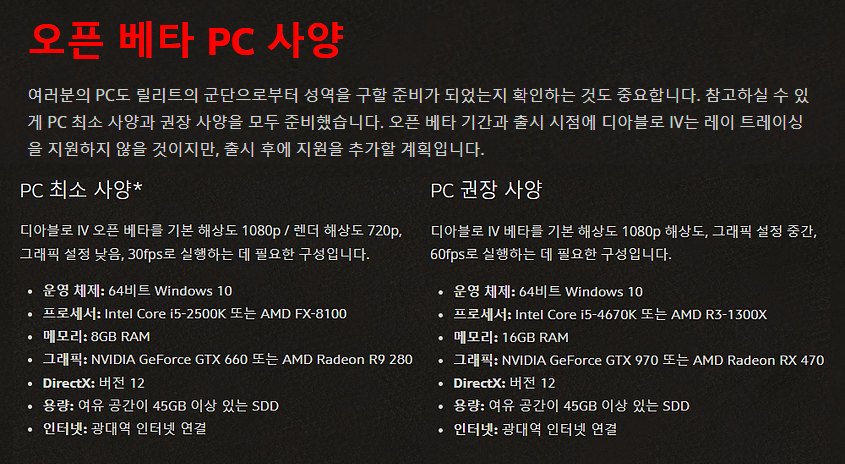 오픈 베타 PC 사양
여러분의 PC도 릴리트의 군단으로부터 성역을 구할 준비가 되었는지 확인하는 것도 중요합니다. 참고하실 수 있
게 PC 최소 사양과 권장 사양을 모두 준비했습니다. 오픈 베타 기간과 출시 시점에 디아블로 IV는 레이 트레이싱
을 지원하지 않을 것이지만, 출시 후에 지원을 추가할 계획입니다.
PC 최소 사양*
디아블로 IV 오픈 베타를 기본 해상도 1080p / 렌더 해상도 720p,
그래픽 설정 낮음, 30fps로 실행하는 데 필요한 구성입니다.
• 운영 체제: 64비트 Windows 10
• 프로세서: Intel Core i5-2500K 또는 AMD FX-8100
• 메모리: 8GB RAM
• 그래픽: NVIDIA GeForce GTX 660 또는 AMD Radeon R9 280
• DirectX: 버전 12
• 용량: 여유 공간이 45GB 이상 있는 SDD
• 인터넷: 광대역 인터넷 연결
PC 권장 사양
디아블로 IV 베타를 기본 해상도 1080p 해상도, 그래픽 설정 중간,
60fps로 실행하는 데 필요한 구성입니다.
• 운영 체제: 64비트 Windows 10
• 프로세서: Intel Core i5-4670K 또는 AMD R3-1300X
• 메모리: 16GB RAM
• 그래픽: NVIDIA GeForce GTX 970 또는 AMD Radeon RX 470
• DirectX: 버전 12
• 용량: 여유 공간이 45GB 이상 있는 SDD
• 인터넷: 광대역 인터넷 연결